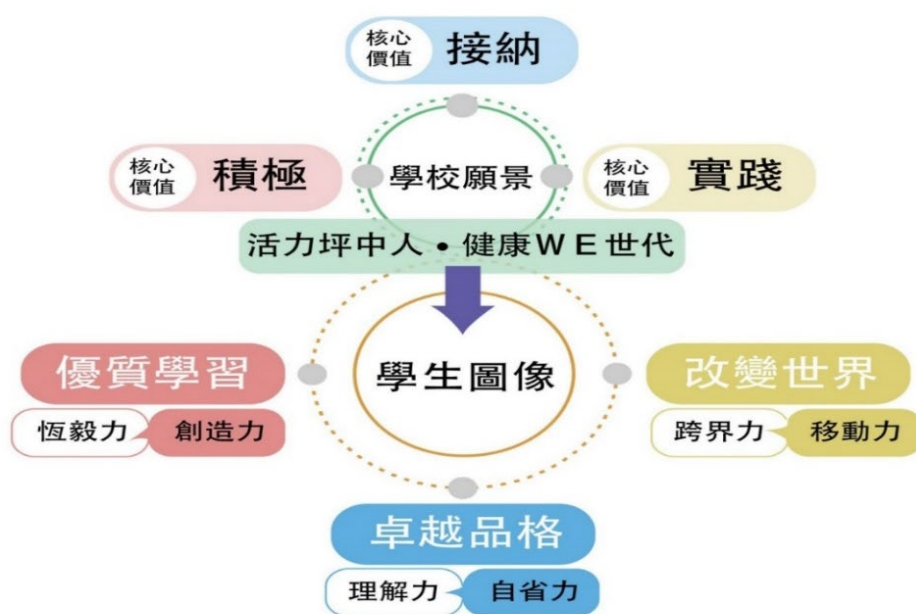 核心
價值
接納
核心
價值
積極
學校願景
核心
價值
實踐
活力坪中人•健康WE世代
學生圖像
優質學習
恆毅力
創造力
改變世界
跨界力
移動力
卓越品格
理解力
自省力